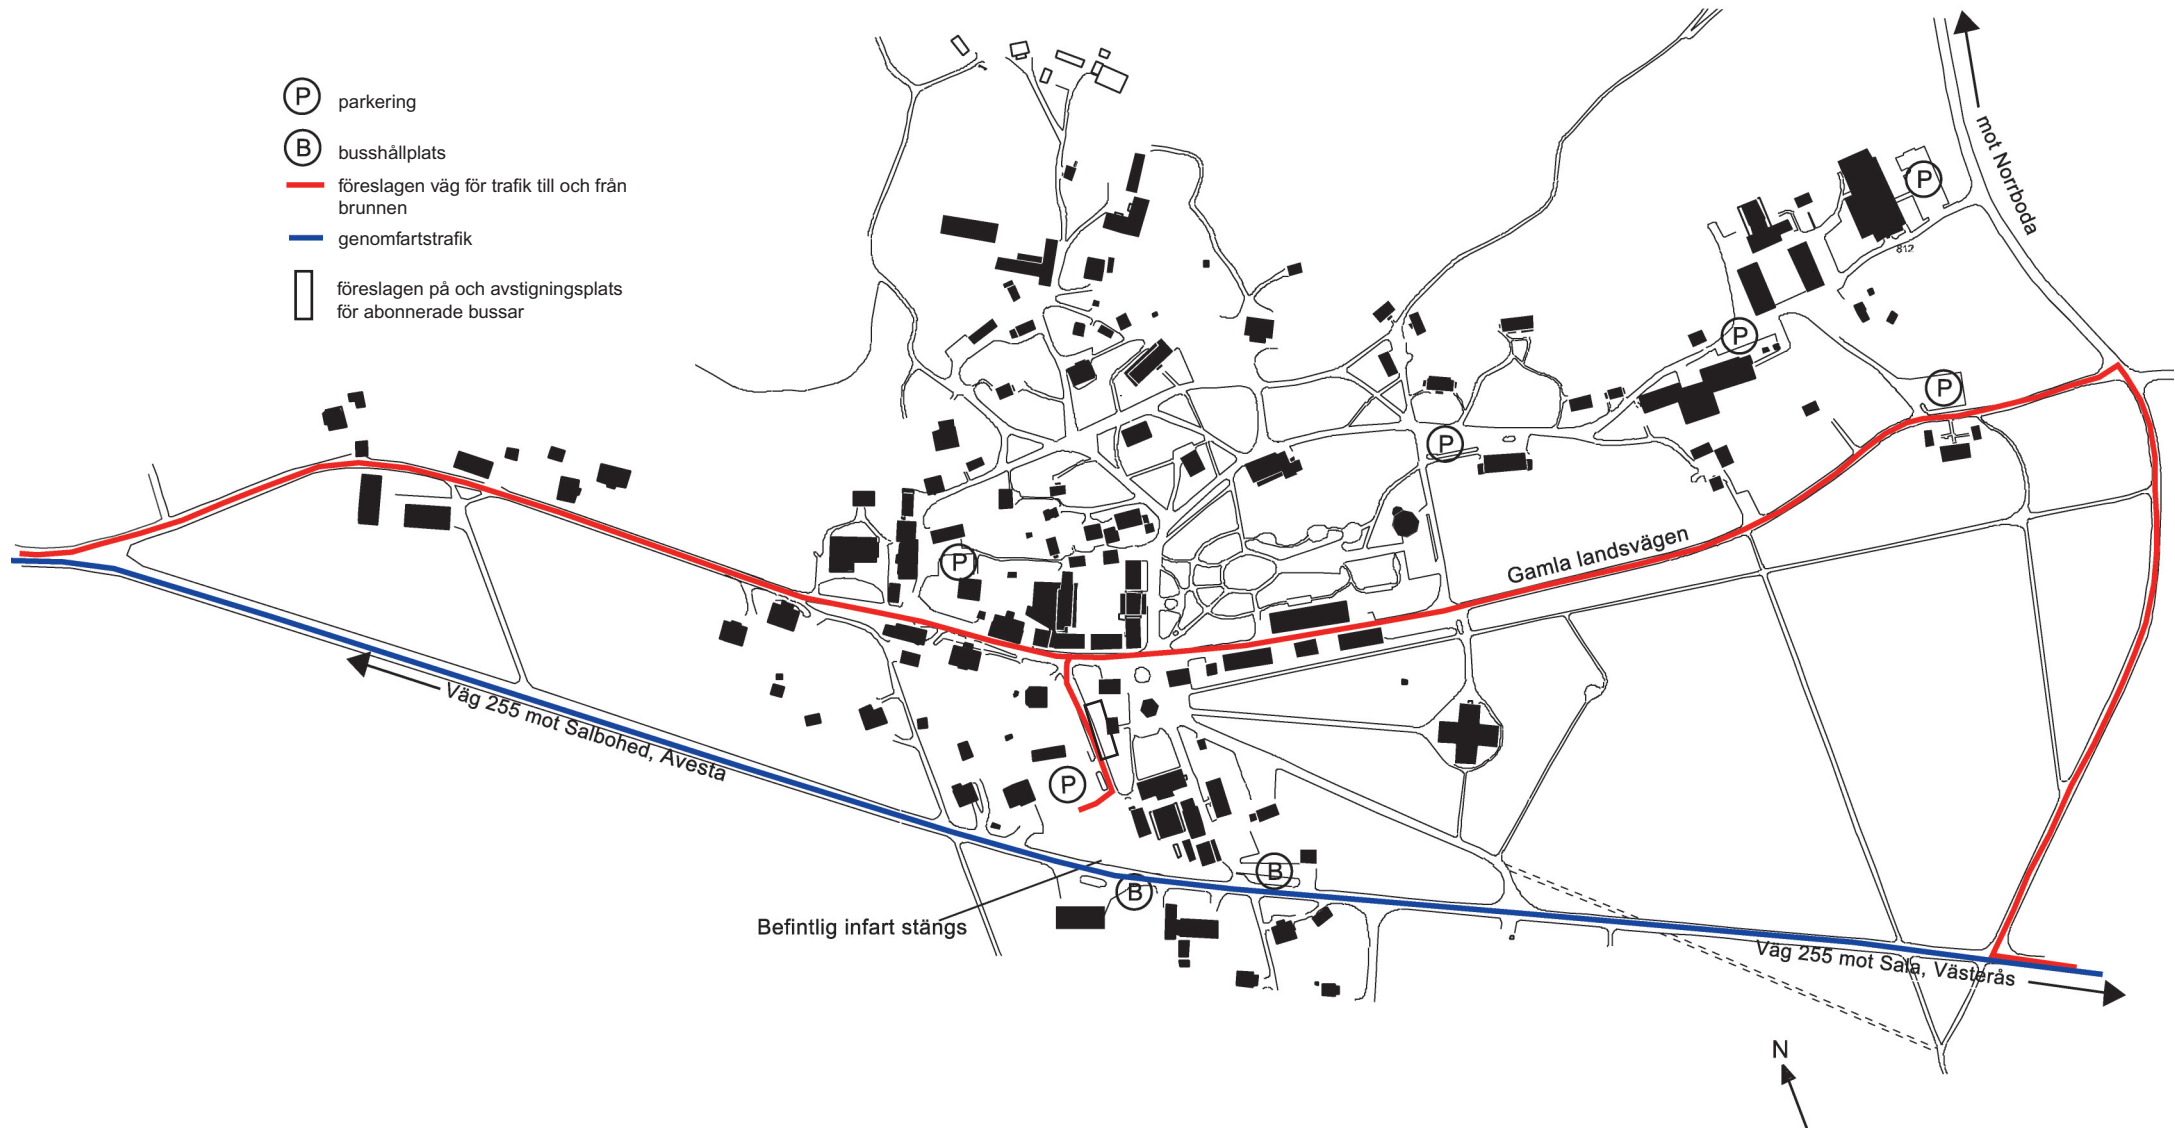 P parkering
B busshållplats
föreslagen väg för trafik till och från
brunnen
genomfartstrafik
föreslagen på och avstigningsplats
för abonnerade bussar
mot Norrboda
P
812
P
P
P
Gamla landsvägen
P
Väg 255 mot Salbohed, Avesta
P
B
B
Befintlig infart stängs
Väg 255 mot Sala, Västerås
N